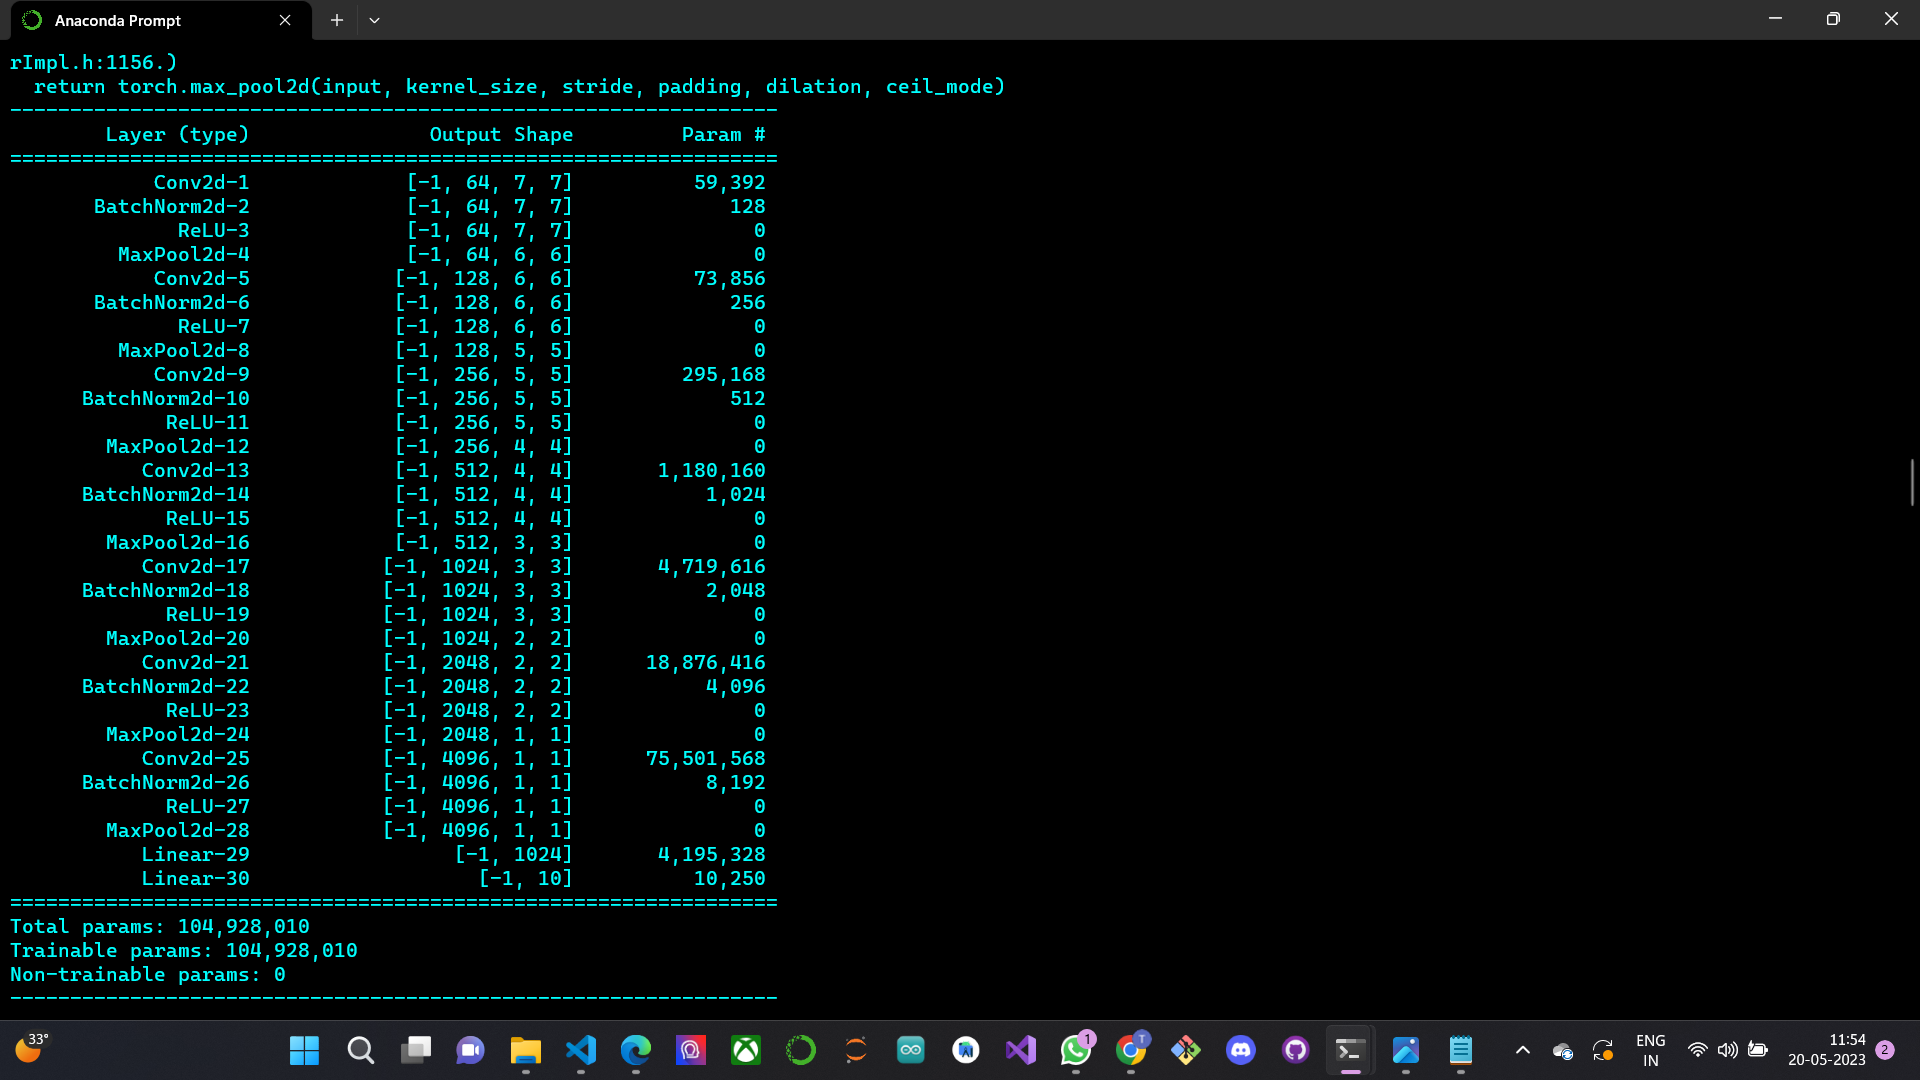 Anaconda Prompt
rImpl.h:1156.)
  return torch.max_pool2d(input, kernel_size, stride, padding, dilation, ceil_mode)
----------------------------------------------------------------
        Layer (type)               Output Shape         Param #
================================================================
            Conv2d-1             [-1, 64, 7, 7]          59,392
       BatchNorm2d-2             [-1, 64, 7, 7]             128
              ReLU-3             [-1, 64, 7, 7]               0
         MaxPool2d-4             [-1, 64, 6, 6]               0
            Conv2d-5            [-1, 128, 6, 6]          73,856
       BatchNorm2d-6            [-1, 128, 6, 6]             256
              ReLU-7            [-1, 128, 6, 6]               0
         MaxPool2d-8            [-1, 128, 5, 5]               0
            Conv2d-9            [-1, 256, 5, 5]         295,168
      BatchNorm2d-10            [-1, 256, 5, 5]             512
             ReLU-11            [-1, 256, 5, 5]               0
        MaxPool2d-12            [-1, 256, 4, 4]               0
           Conv2d-13            [-1, 512, 4, 4]       1,180,160
      BatchNorm2d-14            [-1, 512, 4, 4]           1,024
             ReLU-15            [-1, 512, 4, 4]               0
        MaxPool2d-16            [-1, 512, 3, 3]               0
           Conv2d-17           [-1, 1024, 3, 3]       4,719,616
      BatchNorm2d-18           [-1, 1024, 3, 3]           2,048
             ReLU-19           [-1, 1024, 3, 3]               0
        MaxPool2d-20           [-1, 1024, 2, 2]               0
           Conv2d-21           [-1, 2048, 2, 2]      18,876,416
      BatchNorm2d-22           [-1, 2048, 2, 2]           4,096
             ReLU-23           [-1, 2048, 2, 2]               0
        MaxPool2d-24           [-1, 2048, 1, 1]               0
           Conv2d-25           [-1, 4096, 1, 1]      75,501,568
      BatchNorm2d-26           [-1, 4096, 1, 1]           8,192
             ReLU-27           [-1, 4096, 1, 1]               0
        MaxPool2d-28           [-1, 4096, 1, 1]               0
           Linear-29                 [-1, 1024]       4,195,328
           Linear-30                   [-1, 10]          10,250
================================================================
Total params: 104,928,010
Trainable params: 104,928,010
Non-trainable params: 0
----------------------------------------------------------------
33°
1
T
AI
ENG
IN
11:54
20-05-2023
2